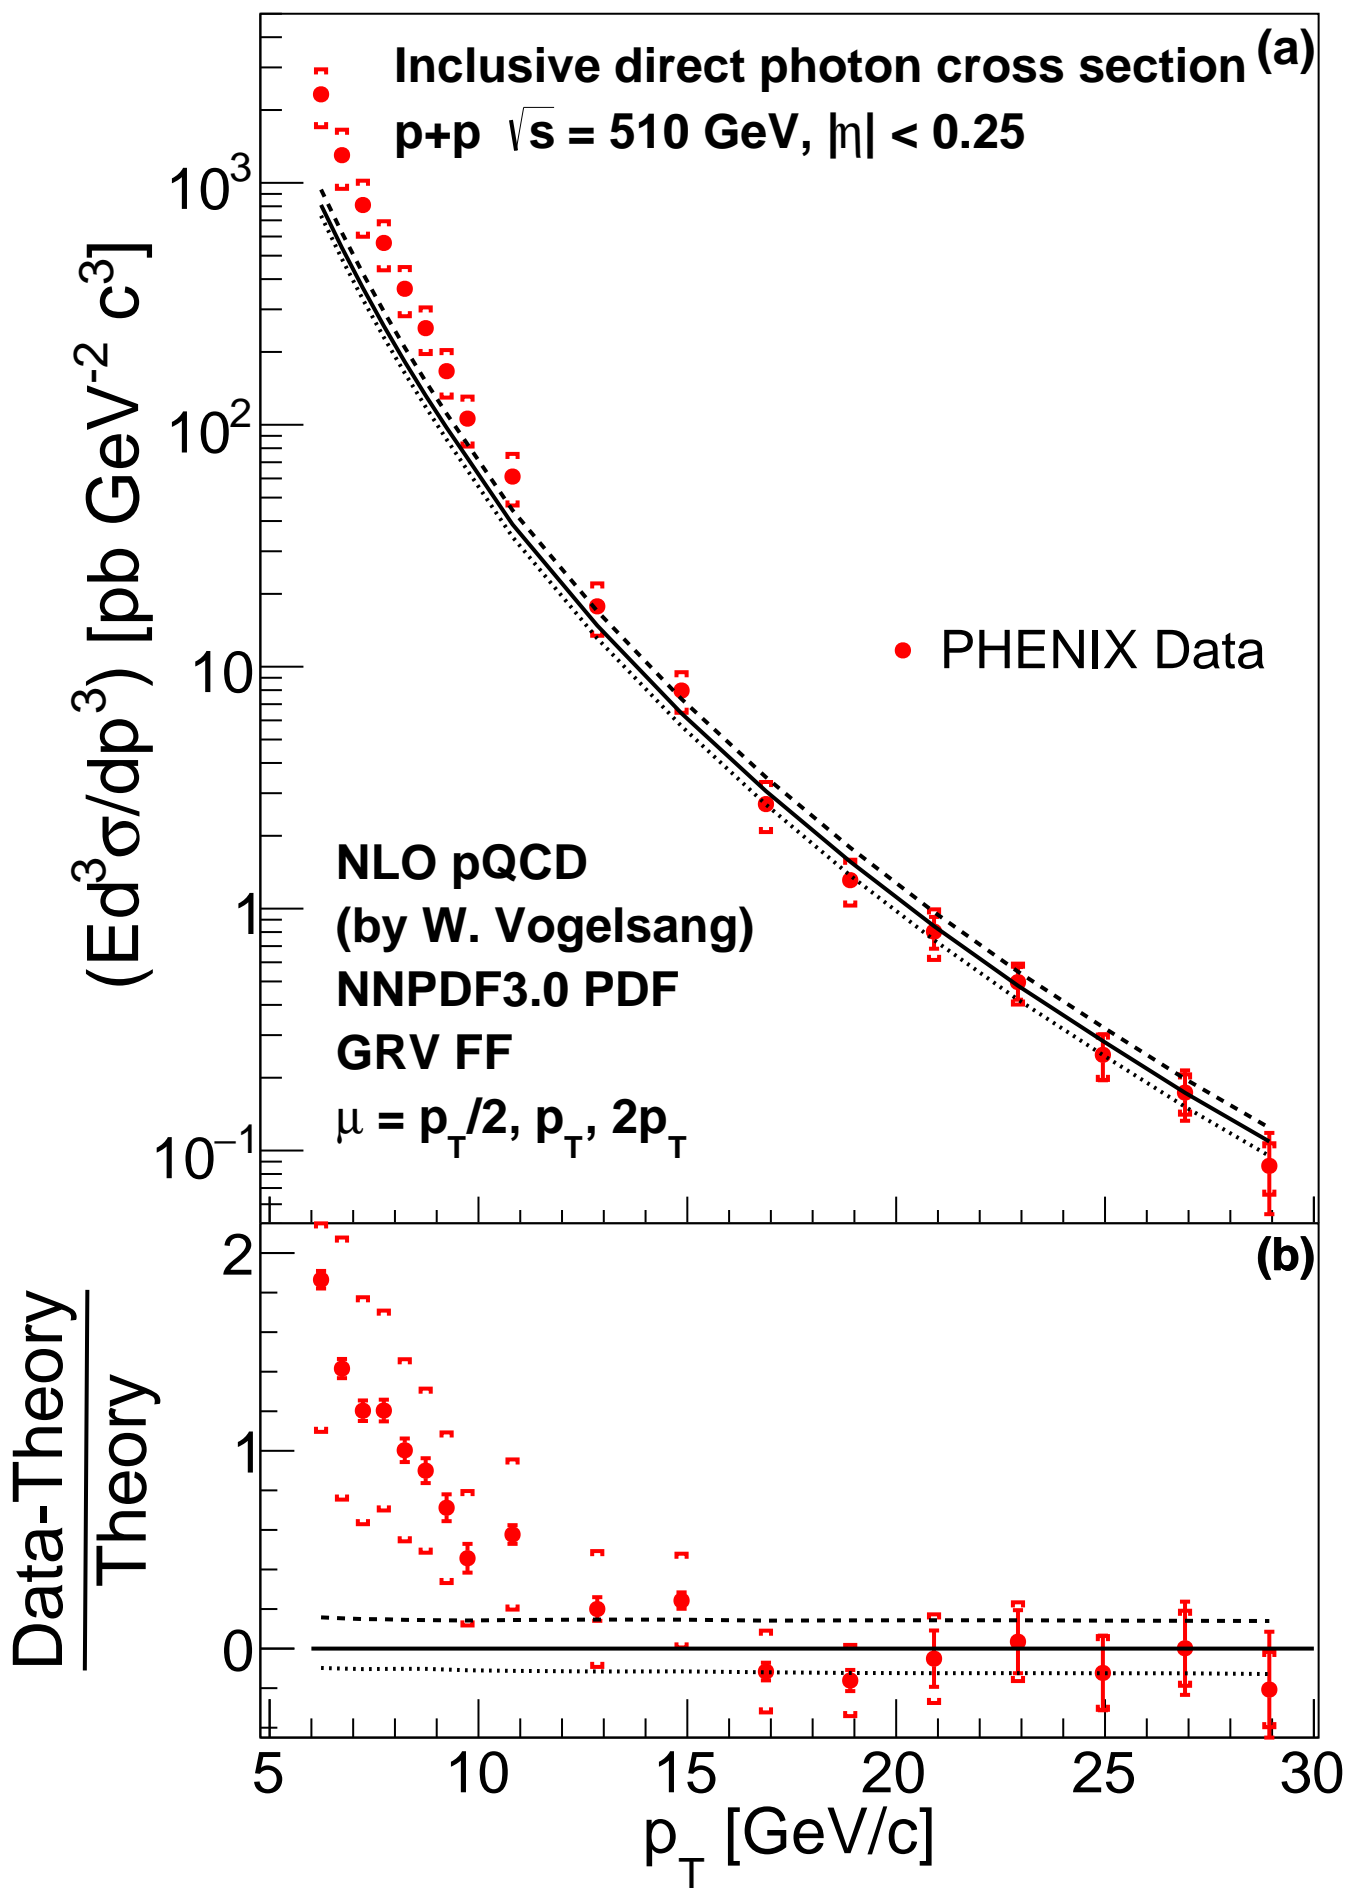 (a)
Inclusive direct photon cross section
p+p √s = 510 GeV, |η| < 0.25
(Ed³σ/dp³) [pb GeV⁻² c³]
10³
10²
10
1
10⁻¹
PHENIX Data
NLO pQCD
(by W. Vogelsang)
NNPDF3.0 PDF
GRV FF
μ = p_T/2, p_T, 2p_T
(b)
Data-Theory
Theory
2
1
0
5 10 15 20 25 30
p_T [GeV/c]